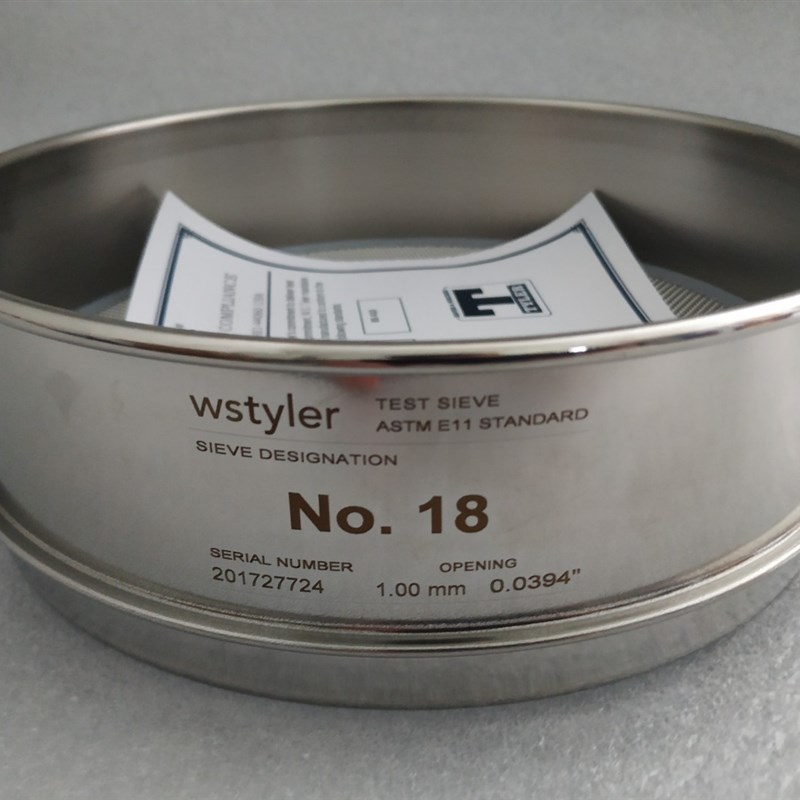 COMPLIANCE
TYLER
wstyler
TEST SIEVE
ASTM E11 STANDARD
SIEVE DESIGNATION
No. 18
SERIAL NUMBER
201727724
OPENING
1.00 mm 0.0394"